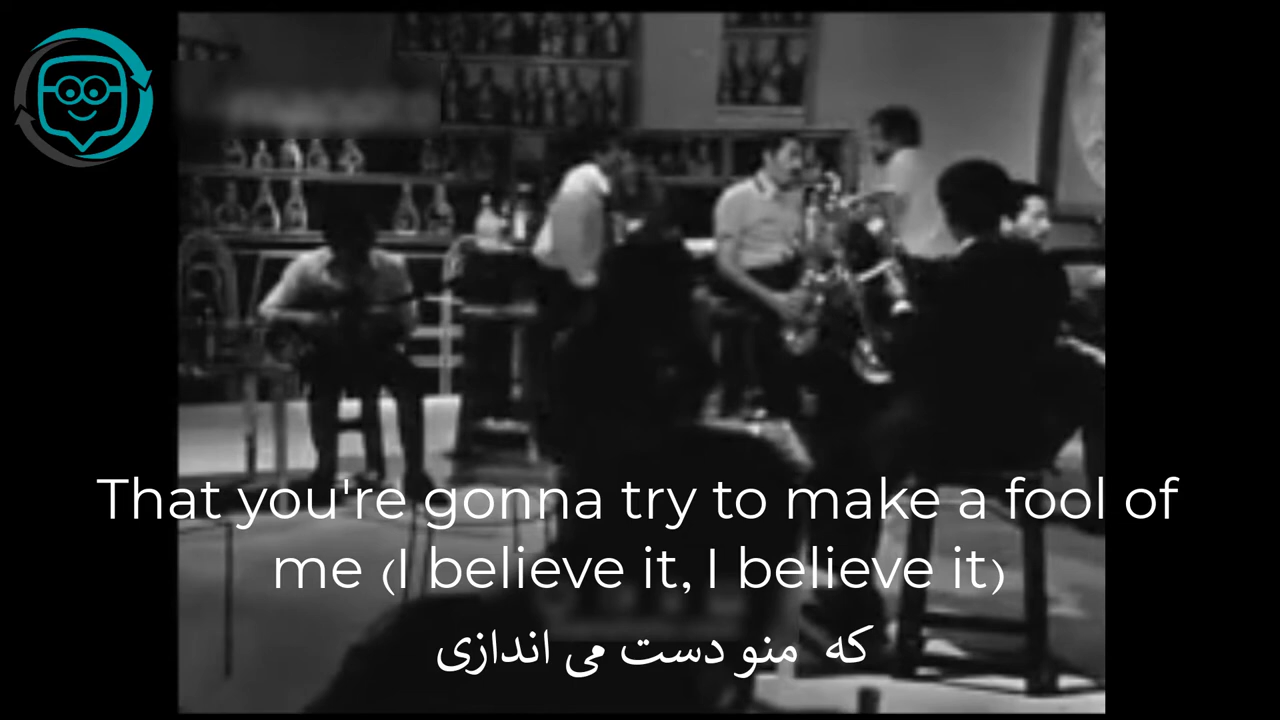 That you're gonna try to make a fool of
me (I believe it, I believe it)
که منو دست می اندازی